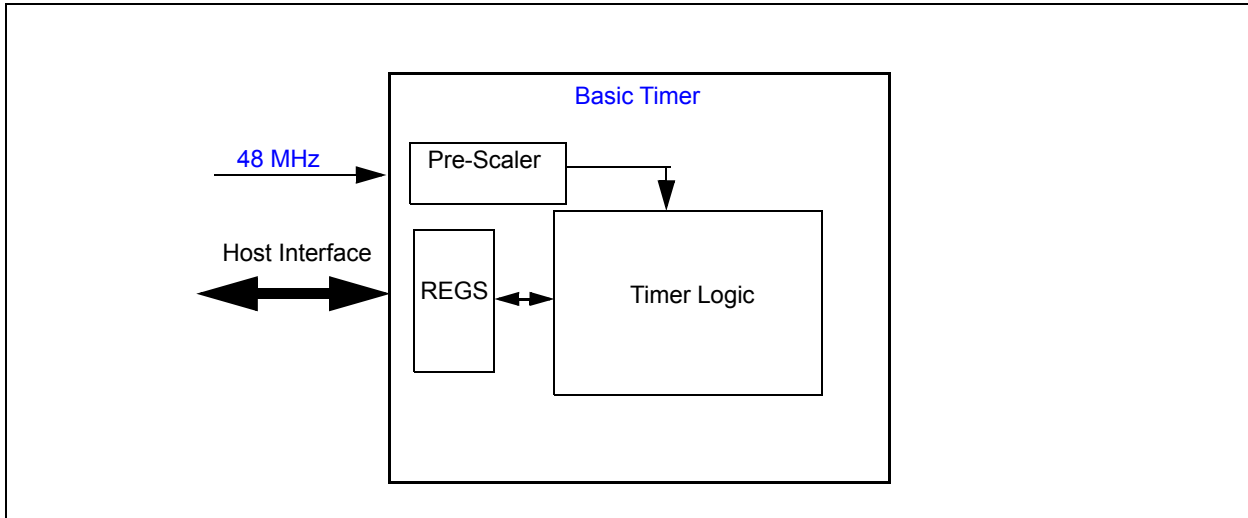 Basic Timer
48 MHz
Pre-Scaler
Host Interface
REGS
Timer Logic